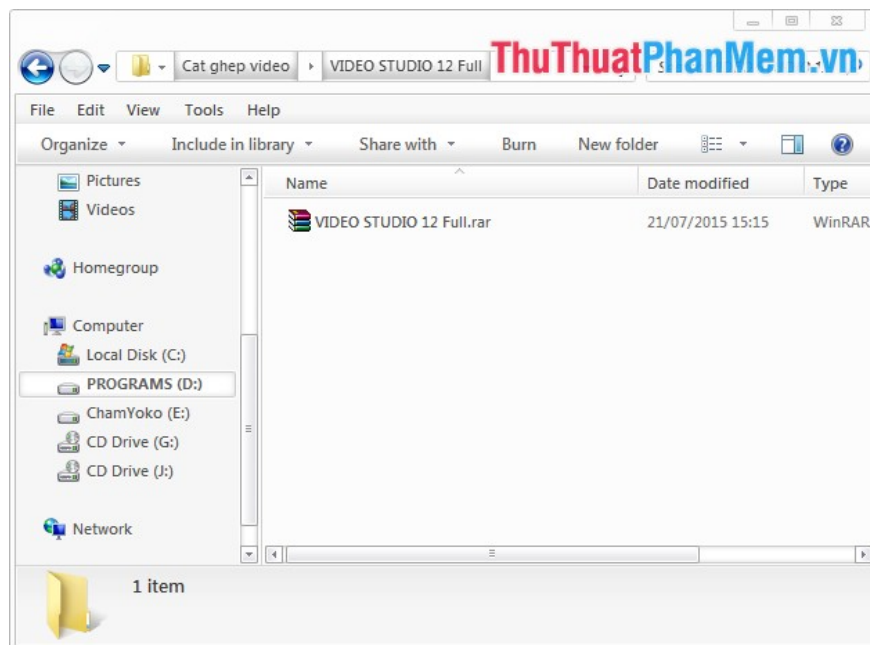 ThuThuatPhanMem.vn
Cat ghep video VIDEO STUDIO 12 Full
File Edit View Tools Help
Organize Include in library Share with Burn New folder
Pictures
Videos
Homegroup
Computer
Local Disk (C:)
PROGRAMS (D:)
ChamYoko (E:)
CD Drive (G:)
CD Drive (J:)
Network
Name Date modified Type
VIDEO STUDIO 12 Full.rar 21/07/2015 15:15 WinRAR
1 item